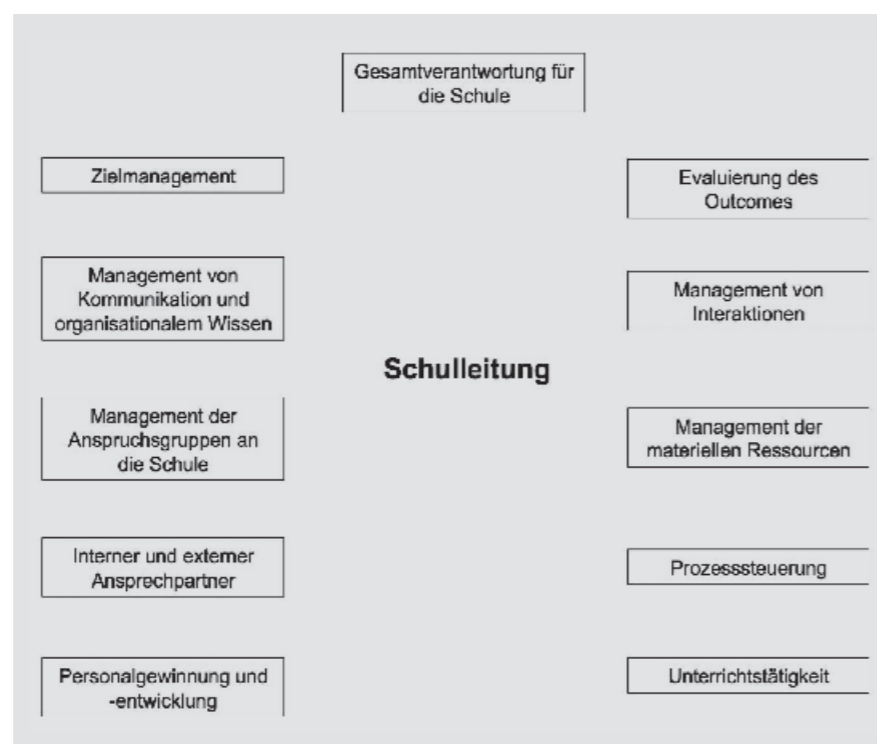 Gesamtverantwortung für
die Schule
Zielmanagement
Evaluierung des
Outcomes
Management von
Kommunikation und
organisationalem Wissen
Management von
Interaktionen
Schulleitung
Management der
Anspruchsgruppen an
die Schule
Management der
materiellen Ressourcen
Interner und externer
Ansprechpartner
Prozesssteuerung
Personalgewinnung und
-entwicklung
Unterrichtstätigkeit